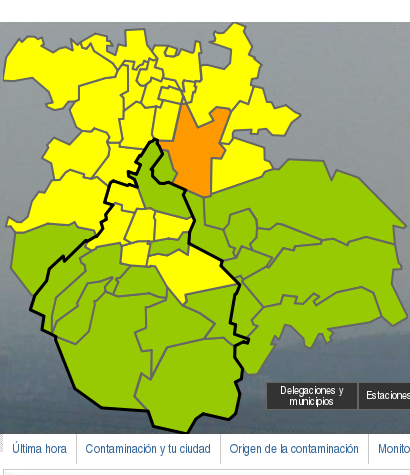 Delegaciones y
municipios
Estaciones
Última hora
Contaminación y tu ciudad
Origen de la contaminación
Monito